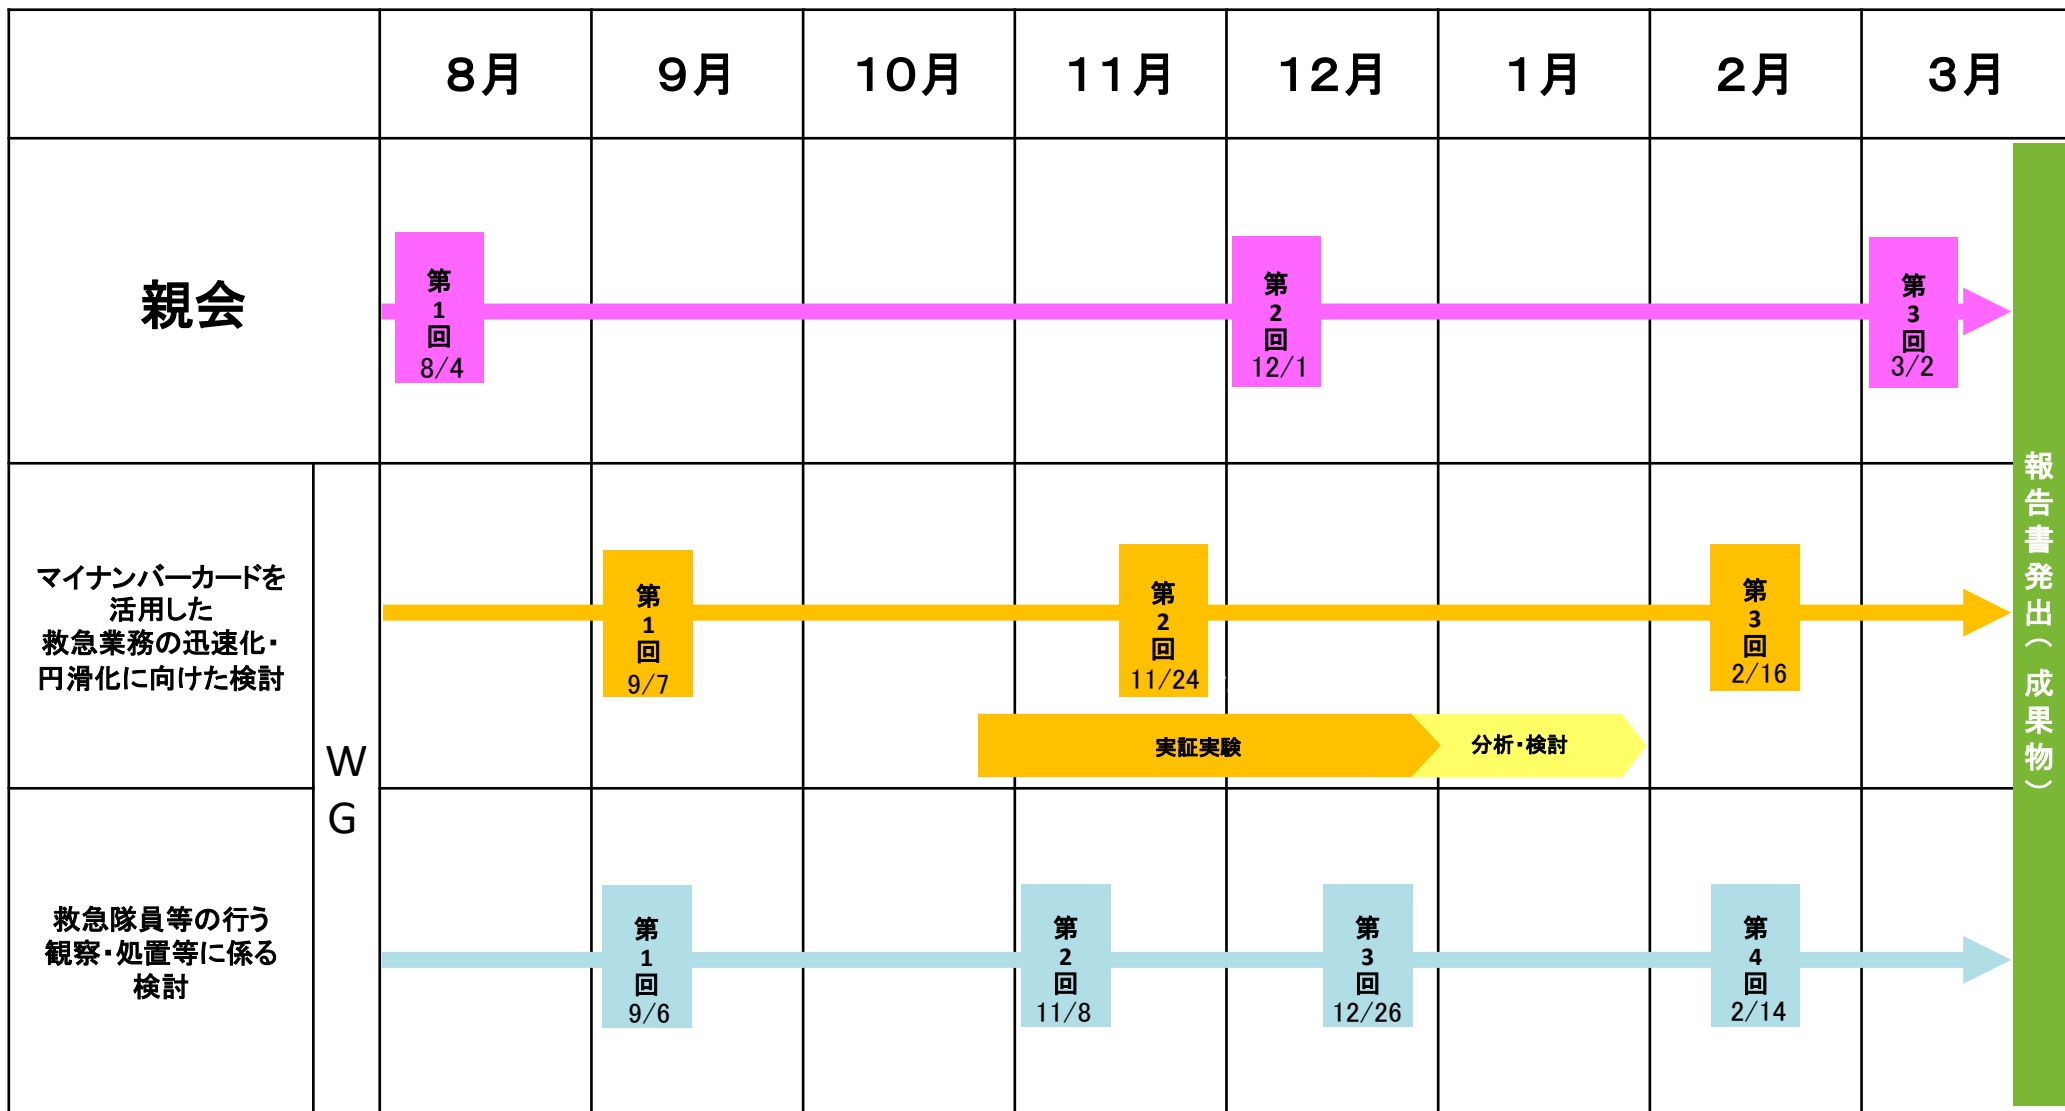 8月
9月
10月
11月
12月
1月
2月
3月
親会
第1回
8/4
第2回
12/1
第3回
3/2
マイナンバーカードを
活用した
救急業務の迅速化・
円滑化に向けた検討
第1回
9/7
第2回
11/24
第3回
2/16
実証実験
分析・検討
WG
救急隊員等の行う
観察・処置等に係る
検討
第1回
9/6
第2回
11/8
第3回
12/26
第4回
2/14
報告書発出(成果物)